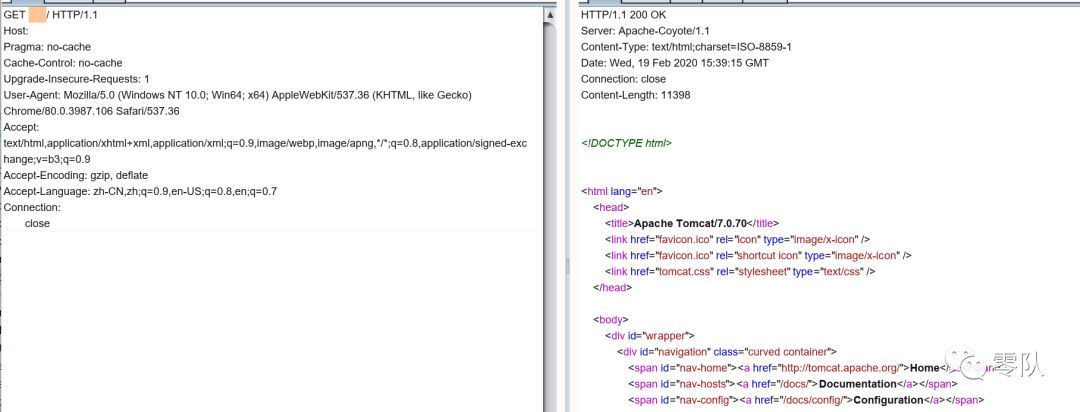 GET / HTTP/1.1
Host:
Pragma: no-cache
Cache-Control: no-cache
Upgrade-Insecure-Requests: 1
User-Agent: Mozilla/5.0 (Windows NT 10.0; Win64; x64) AppleWebKit/537.36 (KHTML, like Gecko)
Chrome/80.0.3987.106 Safari/537.36
Accept:
text/html,application/xhtml+xml,application/xml;q=0.9,image/webp,image/apng,*/*;q=0.8,application/signed-exc
hange;v=b3;q=0.9
Accept-Encoding: gzip, deflate
Accept-Language: zh-CN,zh;q=0.9,en-US;q=0.8,en;q=0.7
Connection:
close
HTTP/1.1 200 OK
Server: Apache-Coyote/1.1
Content-Type: text/html;charset=ISO-8859-1
Date: Wed, 19 Feb 2020 15:39:15 GMT
Connection: close
Content-Length: 11398
<!DOCTYPE html>
<html lang="en">
<head>
<title>Apache Tomcat/7.0.70</title>
<link href="favicon.ico" rel="icon" type="image/x-icon" />
<link href="favicon.ico" rel="shortcut icon" type="image/x-icon" />
<link href="tomcat.css" rel="stylesheet" type="text/css" />
</head>
<body>
<div id="wrapper">
<div id="navigation" class="curved container">
<span id="nav-home"><a href="http://tomcat.apache.org/">Home</a></span>
<span id="nav-hosts"><a href="/docs/">Documentation</a></span>
<span id="nav-config"><a href="/docs/config/">Configuration</a></span>
零队